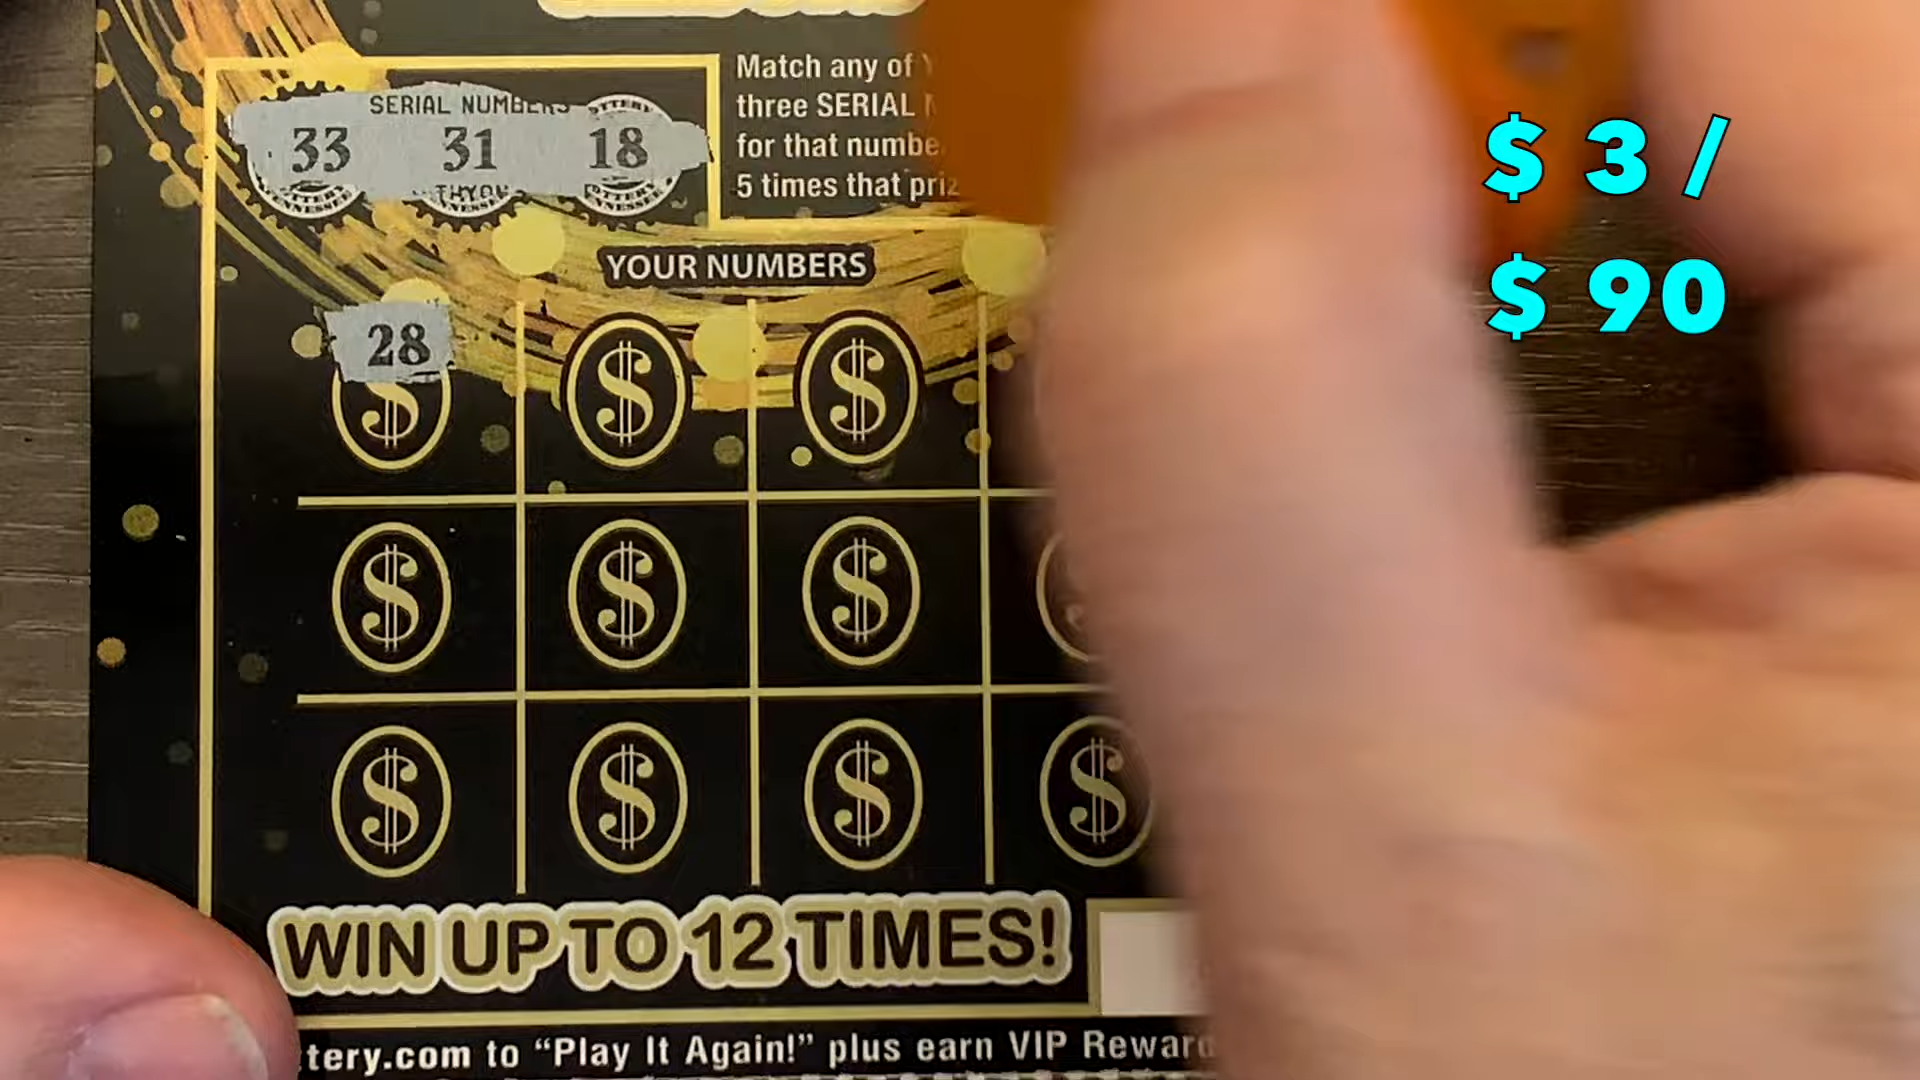 SERIAL NUMBERS
33 31 18
Match any of
three SERIAL
for that numbe
5 times that priz
$ 3 /
$ 90
YOUR NUMBERS
28
WIN UP TO 12 TIMES!
tery.com to “Play It Again!” plus earn VIP Reward